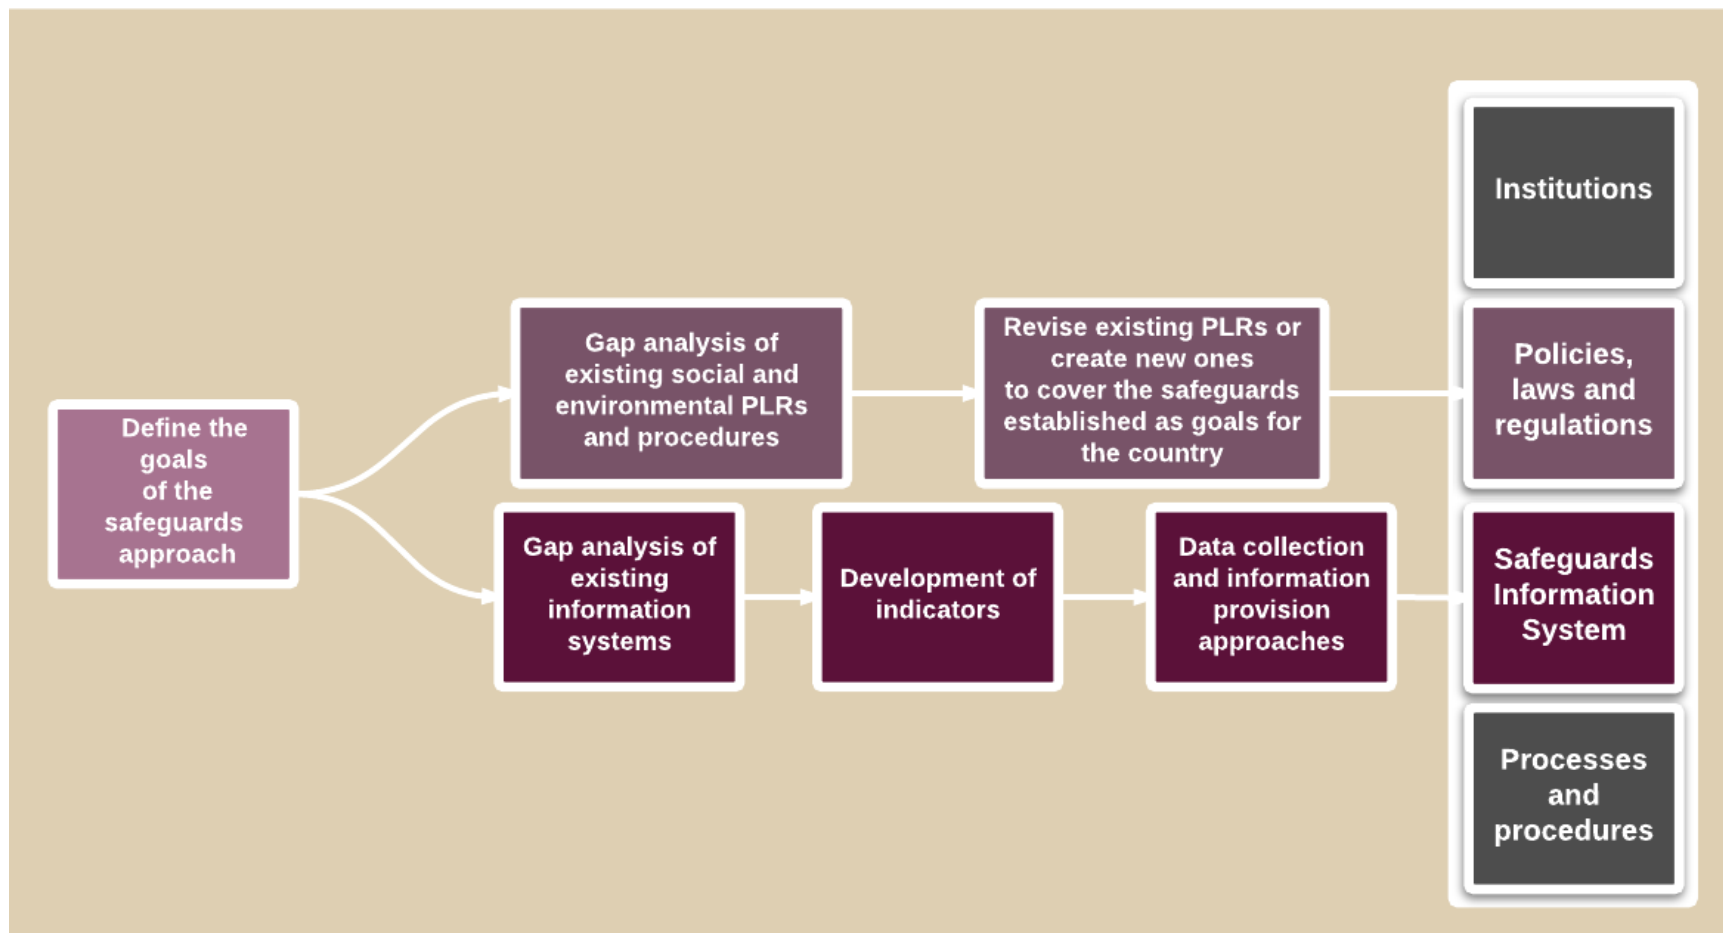 Define the
goals
of the
safeguards
approach
Gap analysis of
existing social and
environmental PLRs
and procedures
Revise existing PLRs or
create new ones
to cover the safeguards
established as goals for
the country
Gap analysis of
existing
information
systems
Development of
indicators
Data collection
and information
provision
approaches
Institutions
Policies,
laws and
regulations
Safeguards
Information
System
Processes
and
procedures